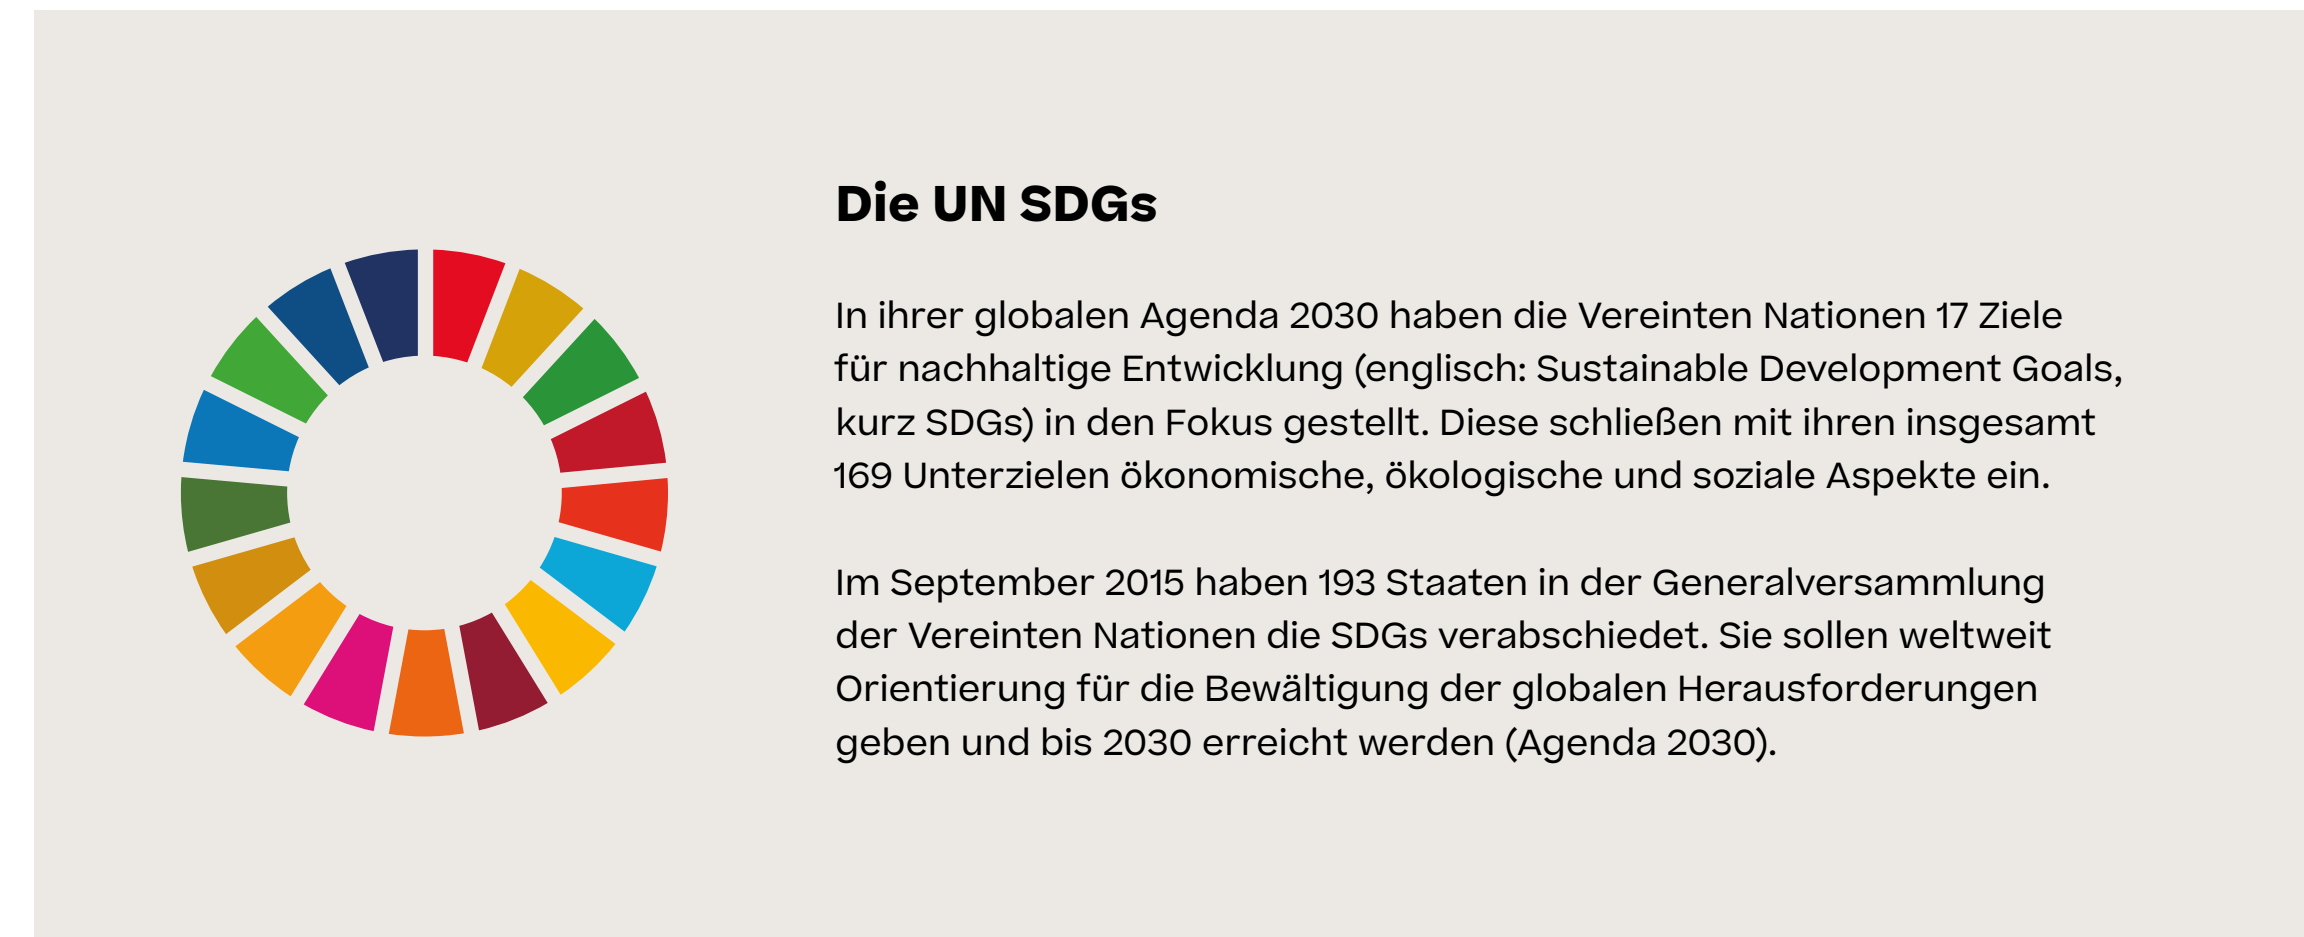 Die UN SDGs
In ihrer globalen Agenda 2030 haben die Vereinten Nationen 17 Ziele
für nachhaltige Entwicklung (englisch: Sustainable Development Goals,
kurz SDGs) in den Fokus gestellt. Diese schließen mit ihren insgesamt
169 Unterzielen ökonomische, ökologische und soziale Aspekte ein.
Im September 2015 haben 193 Staaten in der Generalversammlung
der Vereinten Nationen die SDGs verabschiedet. Sie sollen weltweit
Orientierung für die Bewältigung der globalen Herausforderungen
geben und bis 2030 erreicht werden (Agenda 2030).